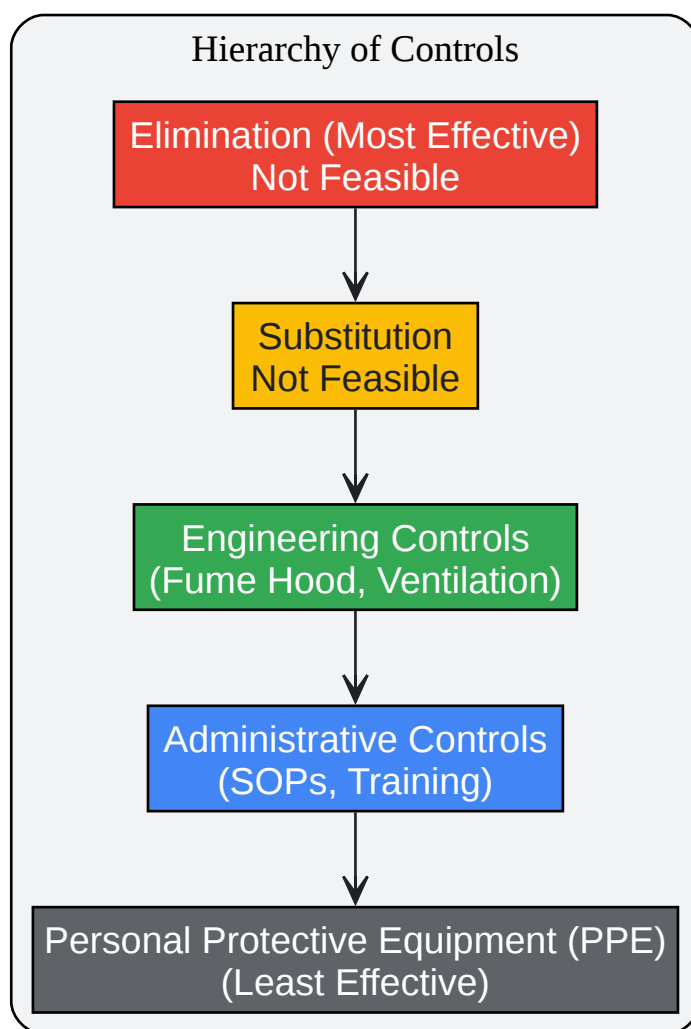 Hierarchy of Controls
Elimination (Most Effective)
Not Feasible
Substitution
Not Feasible
Engineering Controls
(Fume Hood, Ventilation)
Administrative Controls
(SOPs, Training)
Personal Protective Equipment (PPE)
(Least Effective)